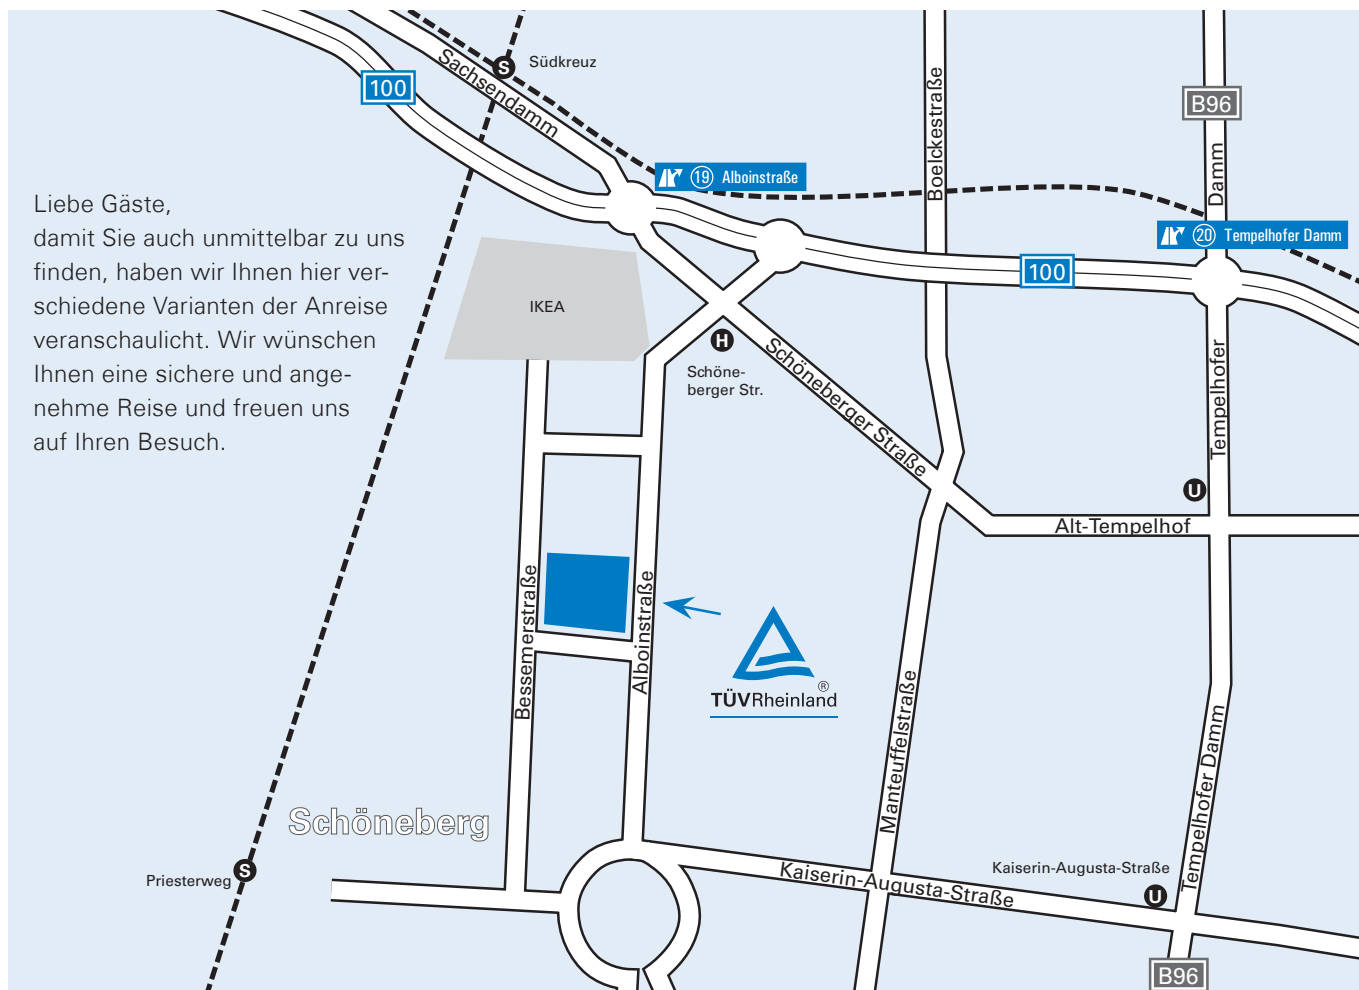 Südkreuz
Sachsendamm
100
B96
Boelckestraße
19 Alboinstraße
Damm
Liebe Gäste,
damit Sie auch unmittelbar zu uns
finden, haben wir Ihnen hier ver-
schiedene Varianten der Anreise
veranschaulicht. Wir wünschen
Ihnen eine sichere und ange-
nehme Reise und freuen uns
auf Ihren Besuch.
20 Tempelhofer Damm
100
IKEA
H
Schöne-
berger Str.
Schöneberger Straße
Tempelhofer
S
U
Alt-Tempelhof
Bessemerstraße
Alboinstraße
TÜVRheinland
®
Manteuffelstraße
Tempelhofer Damm
Schöneberg
Priesterweg
S
Kaiserin-Augusta-Straße
Kaiserin-Augusta-Straße
U
B96